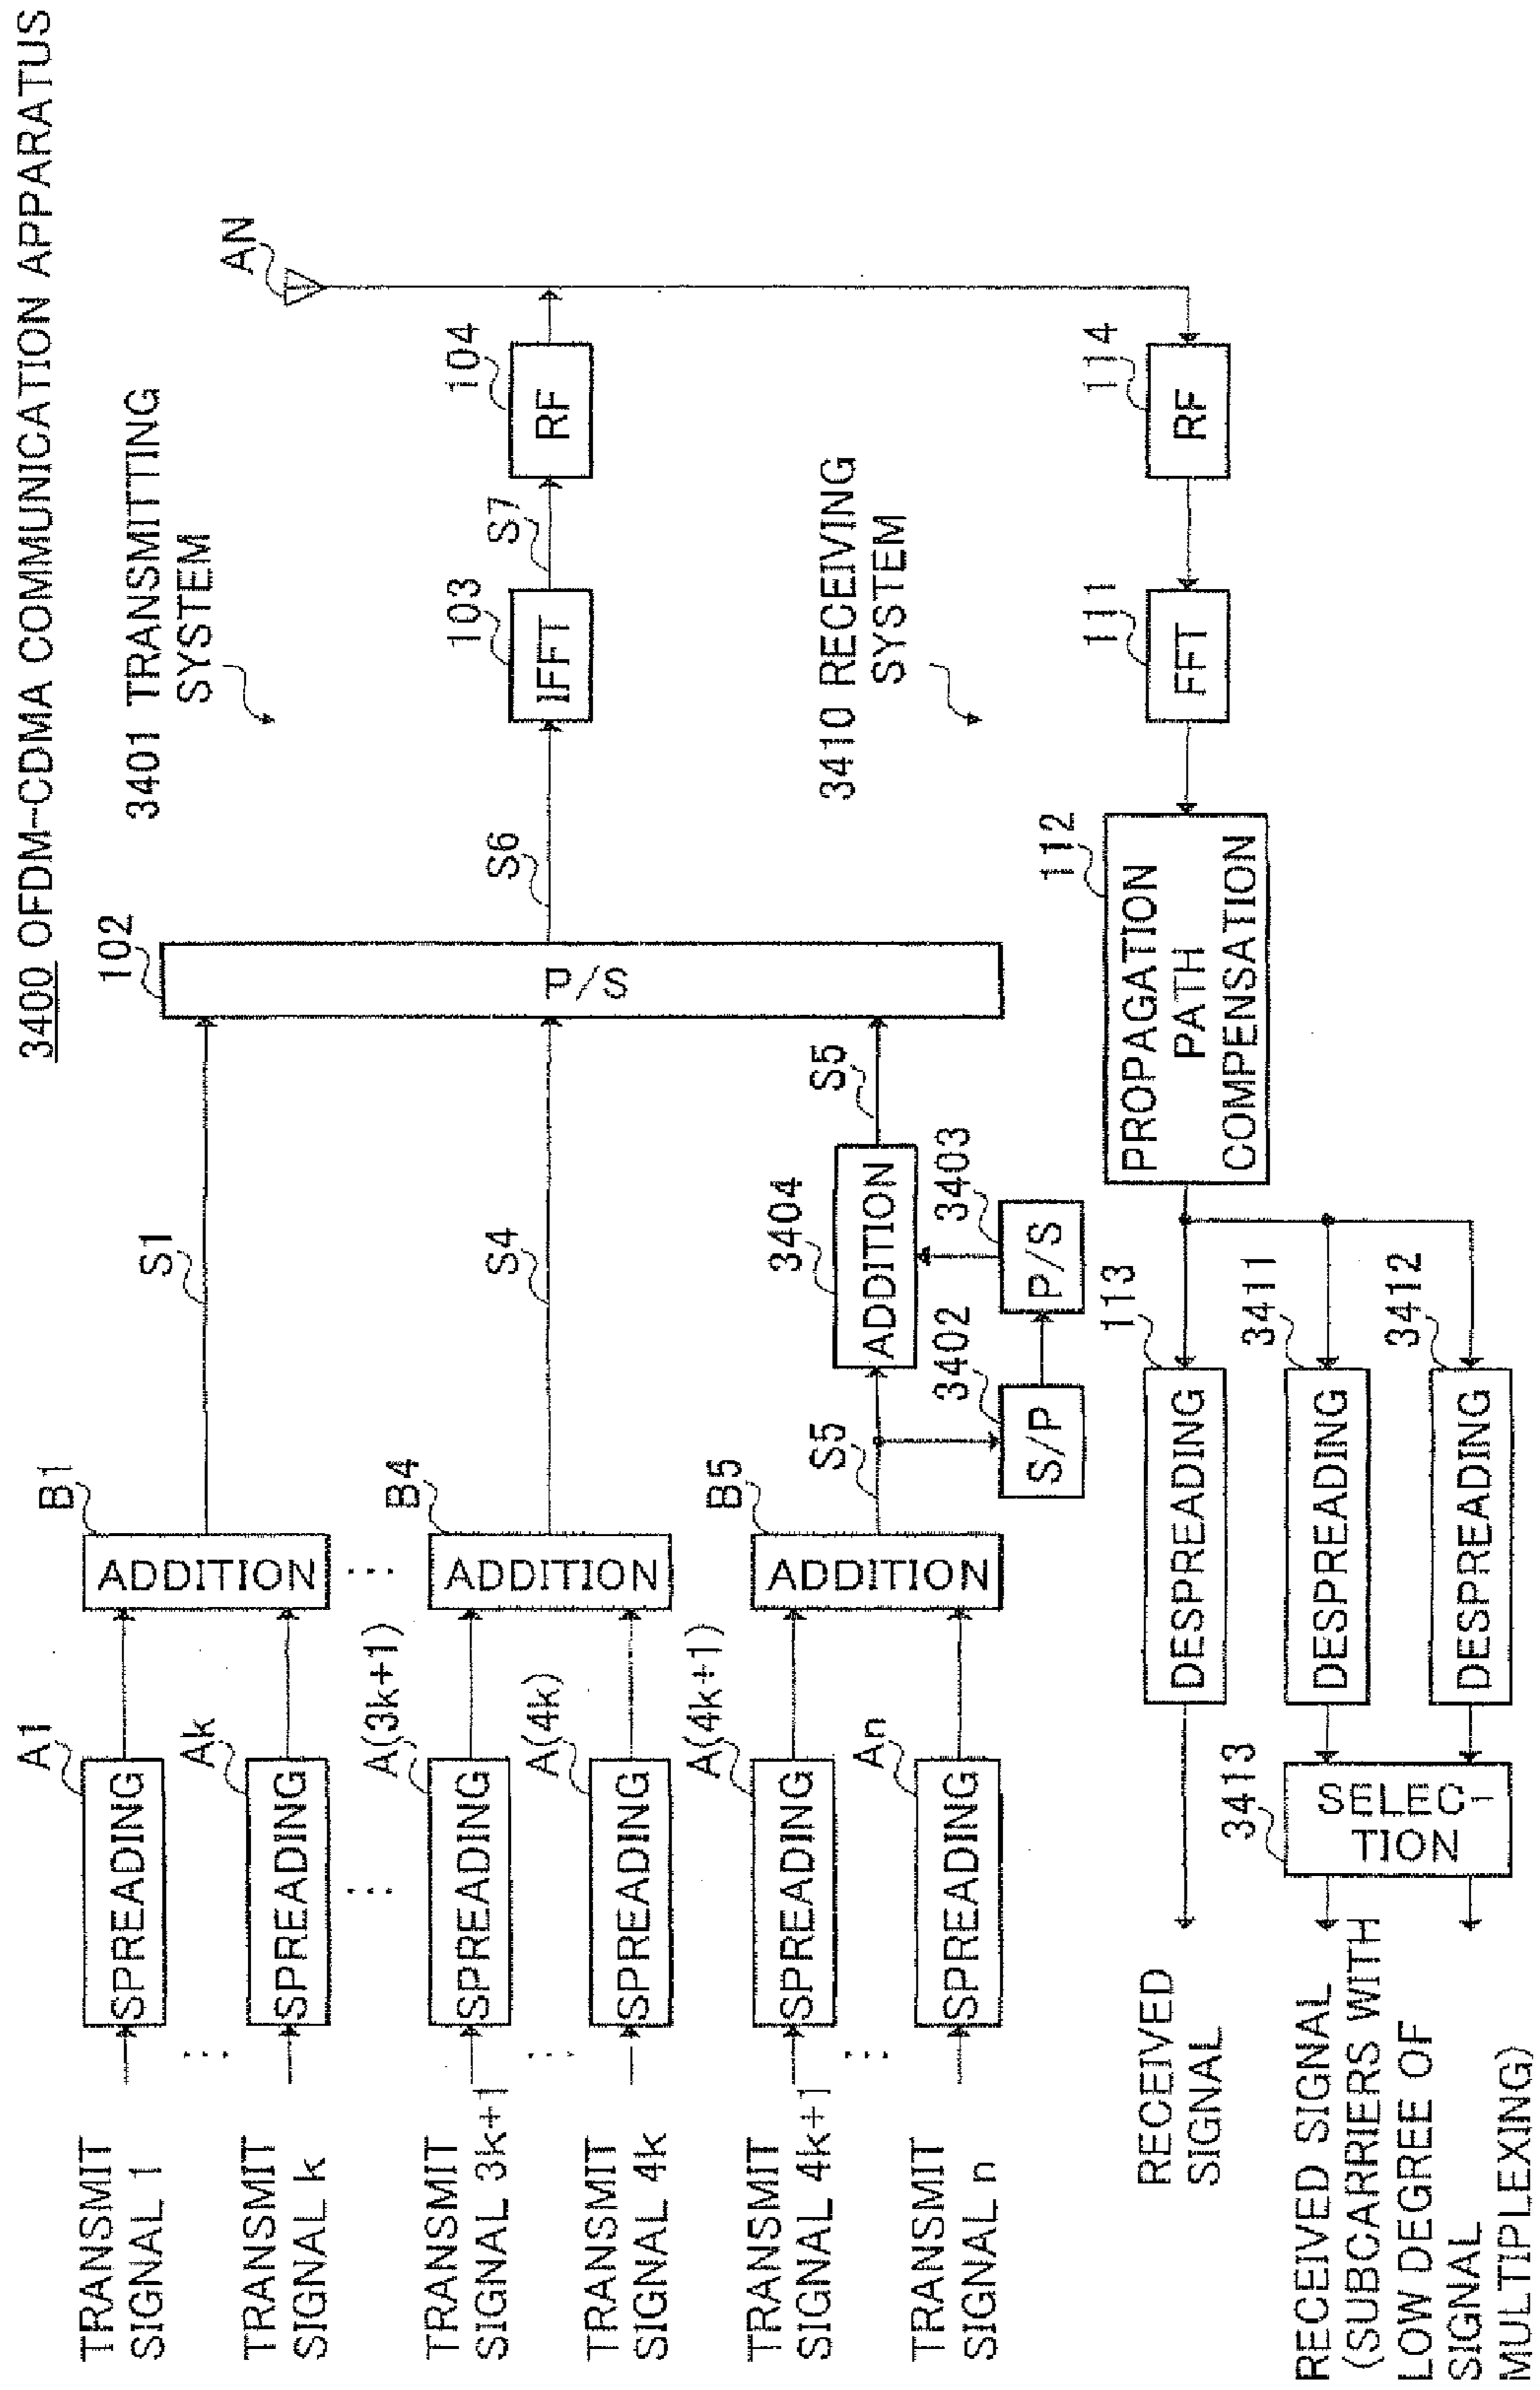 3400 OFDM-CDMA COMMUNICATION APPARATUS
3401 TRANSMITTING
SYSTEM
AN
TRANSMIT
SIGNAL 1
A1
SPREADING
B1
ADDITION
S1
102
P/S
S6
103
IFFT
S7
104
RF
...
TRANSMIT
SIGNAL k
Ak
SPREADING
...
...
TRANSMIT
SIGNAL 3k+1
A(3k+1)
SPREADING
B4
ADDITION
S4
...
TRANSMIT
SIGNAL 4k
A(4k)
SPREADING
TRANSMIT
SIGNAL 4k+1
A(4k+1)
SPREADING
B5
ADDITION
S5
3404
ADDITION
S5
...
TRANSMIT
SIGNAL n
An
SPREADING
3402
S/P
3403
P/S
3410 RECEIVING
SYSTEM
RECEIVED
SIGNAL
113
DESPREADING
112
PROPAGATION
PATH
COMPENSATION
111
FFT
114
RF
RECEIVED SIGNAL
(SUBCARRIERS WITH
LOW DEGREE OF
SIGNAL
MULTIPLEXING)
3413
SELEC-
TION
3411
DESPREADING
3412
DESPREADING